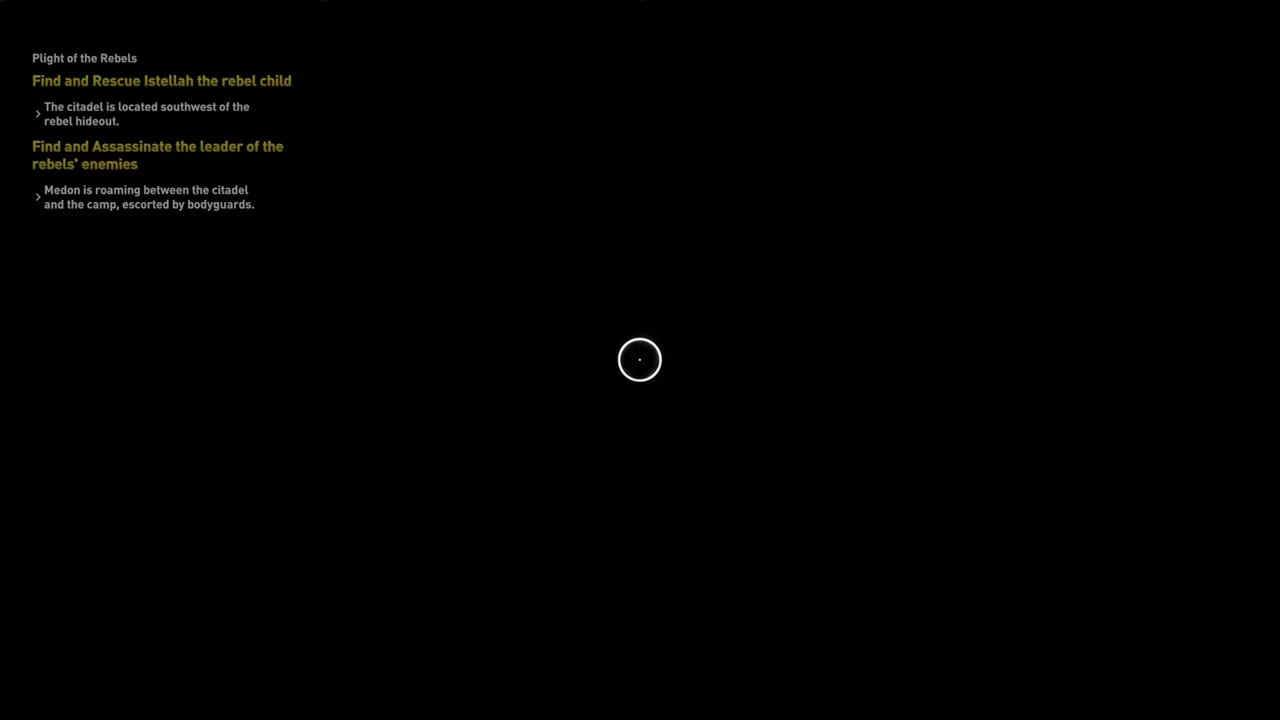 Plight of the Rebels
Find and Rescue Istellah the rebel child
The citadel is located southwest of the
rebel hideout.
Find and Assassinate the leader of the
rebels' enemies
Medon is roaming between the citadel
and the camp, escorted by bodyguards.